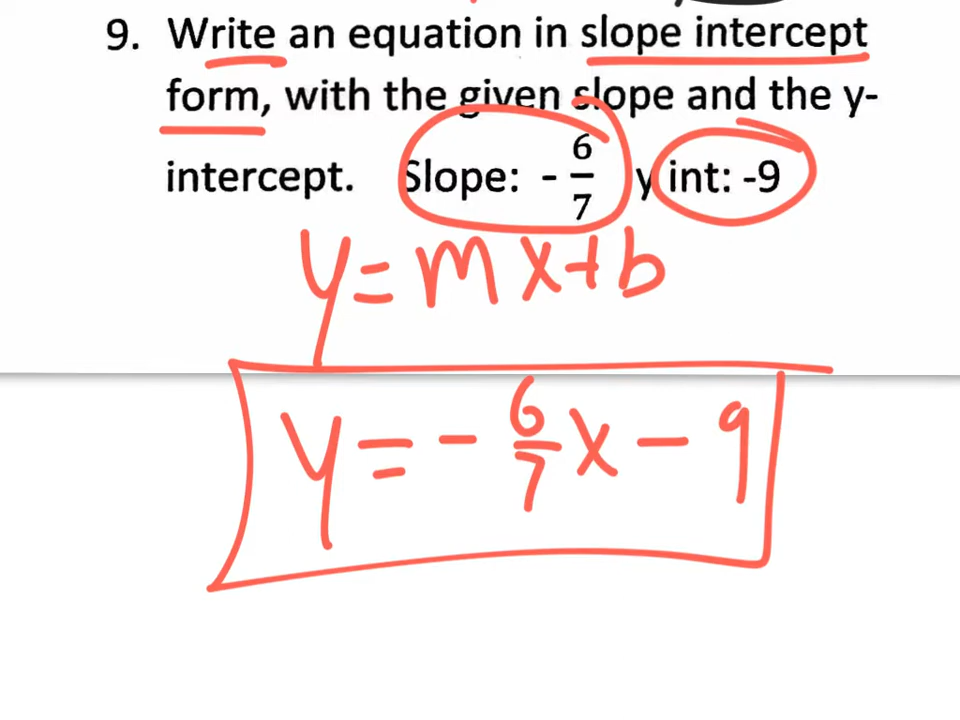 9. Write an equation in slope intercept
form, with the given slope and the y-
intercept. Slope: - 6/7 y int: -9
y = mx + b
y = - 6/7 x - 9